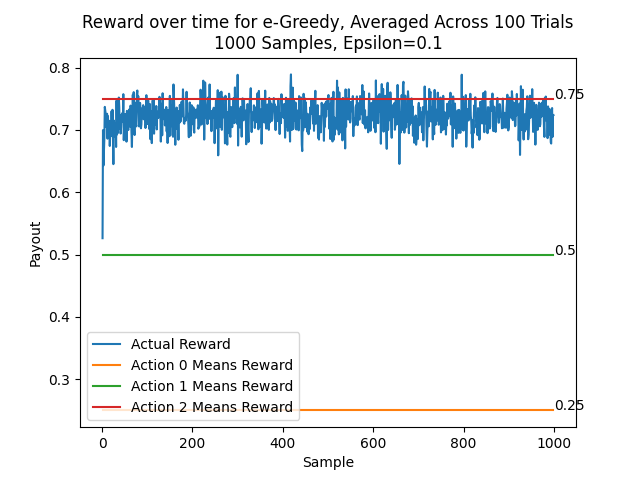 Reward over time for e-Greedy, Averaged Across 100 Trials
1000 Samples, Epsilon=0.1
0.8
0.7
0.6
0.5
0.4
0.3
Payout
0.75
0.5
0.25
Actual Reward
Action 0 Means Reward
Action 1 Means Reward
Action 2 Means Reward
0
200
400
600
800
1000
Sample